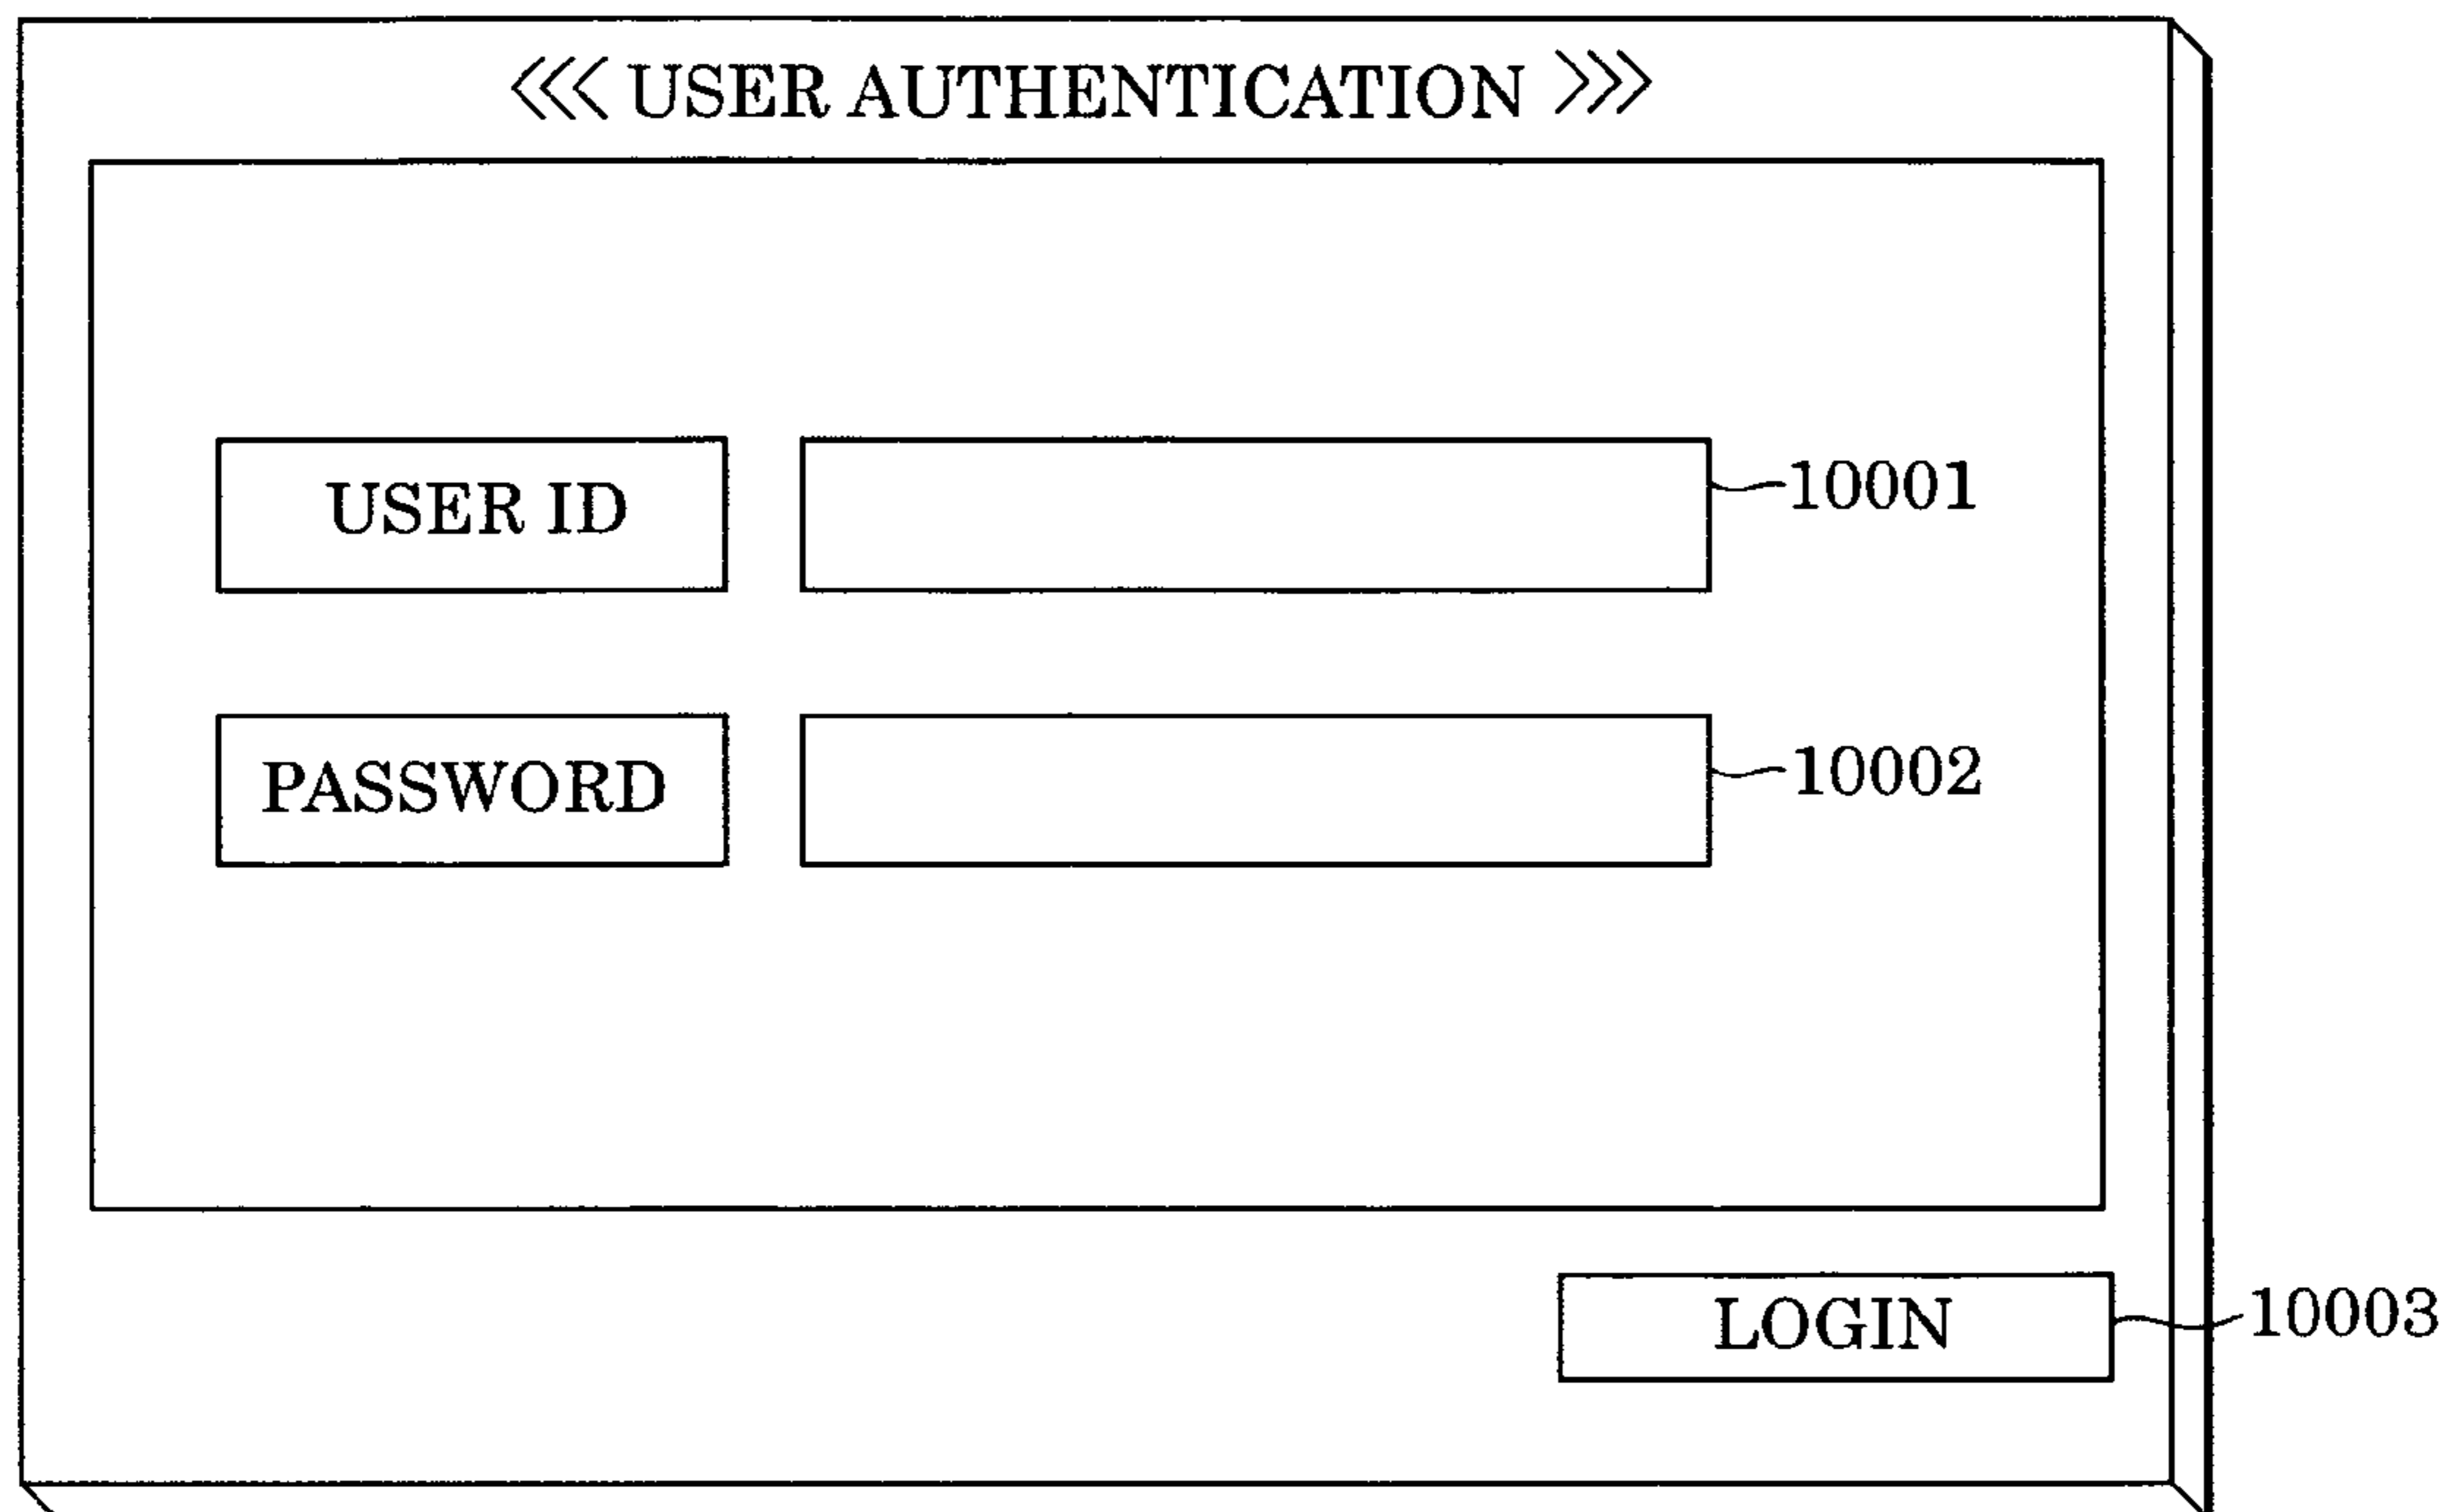 <<< USER AUTHENTICATION >>>
USER ID 10001
PASSWORD 10002
LOGIN 10003